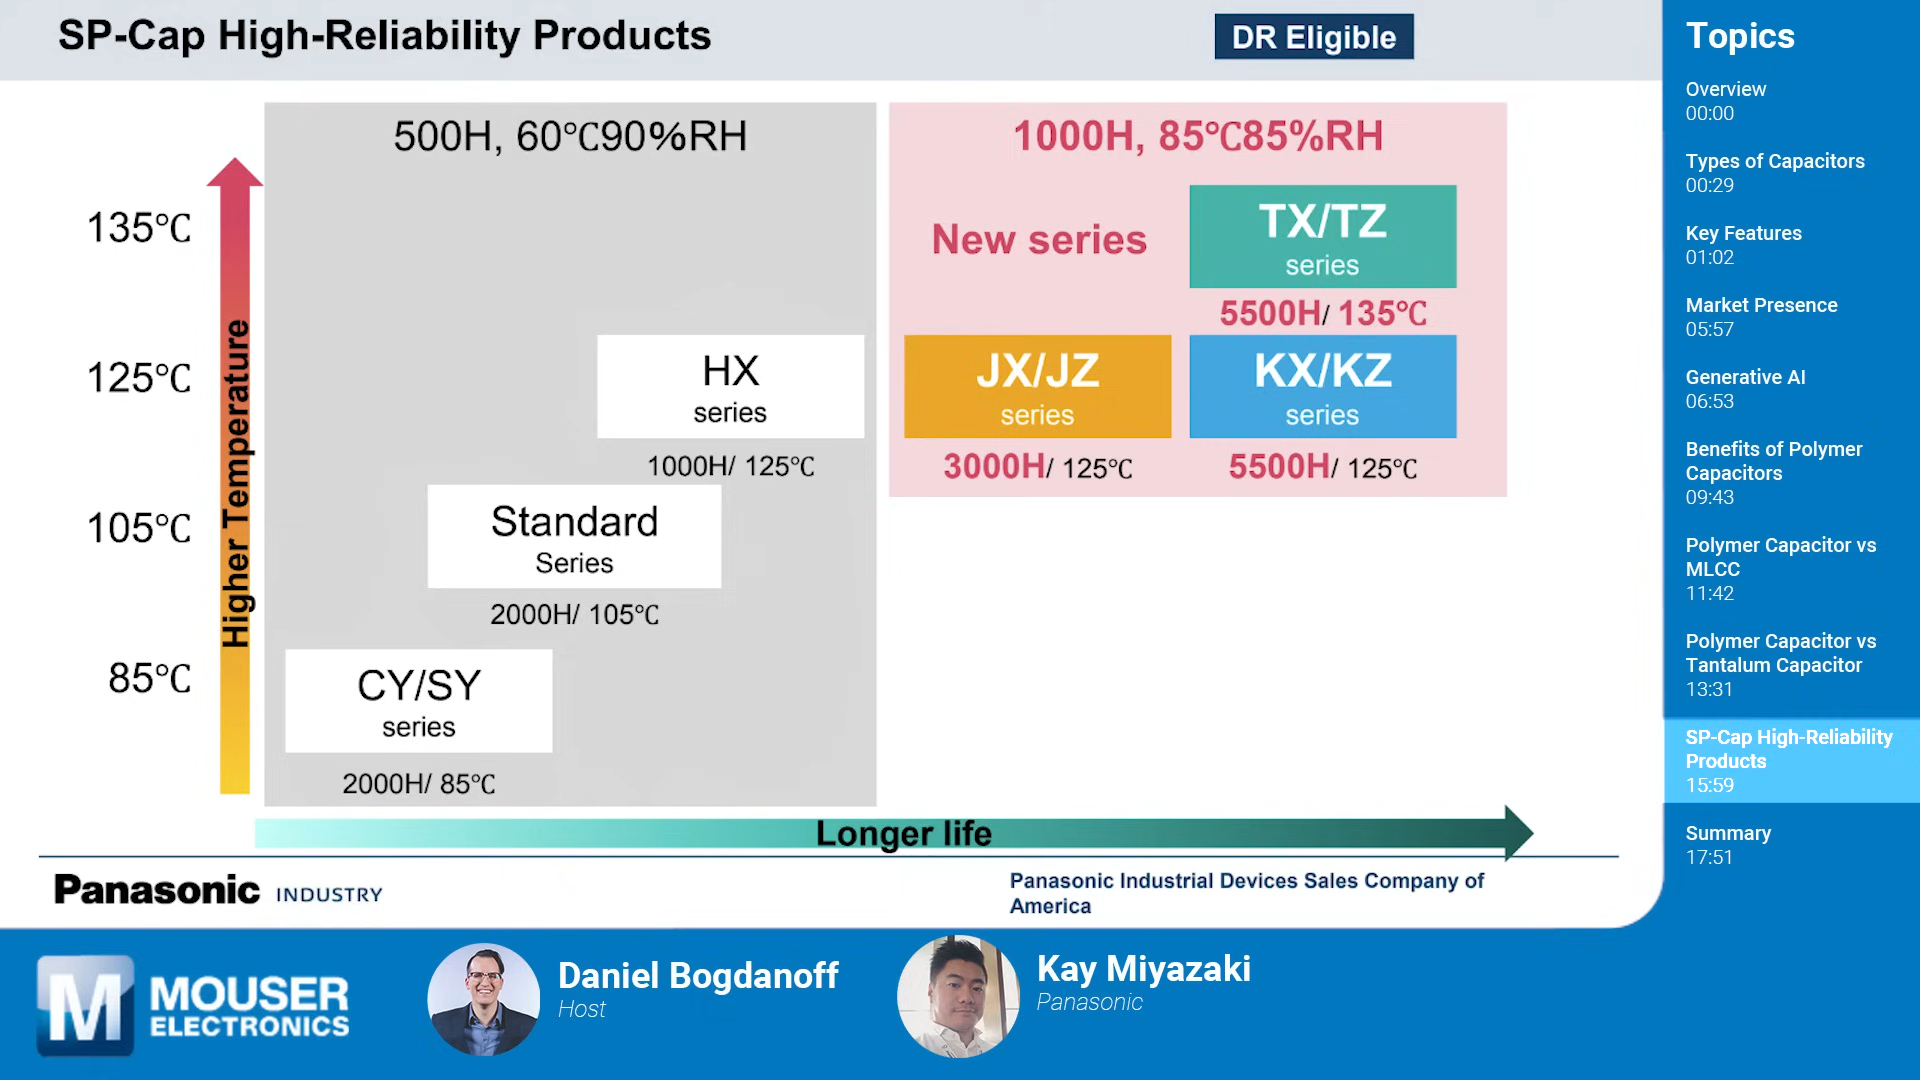 SP-Cap High-Reliability Products
DR Eligible
500H, 60℃90%RH
1000H, 85℃85%RH
135℃
125℃
105℃
85℃
Higher Temperature
New series
TX/TZ
series
5500H/ 135℃
HX
series
1000H/ 125℃
JX/JZ
series
3000H/ 125℃
KX/KZ
series
5500H/ 125℃
Standard
Series
2000H/ 105℃
CY/SY
series
2000H/ 85℃
Longer life
Panasonic INDUSTRY
Panasonic Industrial Devices Sales Company of
America
Topics
Overview
00:00
Types of Capacitors
00:29
Key Features
01:02
Market Presence
05:57
Generative AI
06:53
Benefits of Polymer
Capacitors
09:43
Polymer Capacitor vs
MLCC
11:42
Polymer Capacitor vs
Tantalum Capacitor
13:31
SP-Cap High-Reliability
Products
15:59
Summary
17:51
M
MOUSER
ELECTRONICS
Daniel Bogdanoff
Host
Kay Miyazaki
Panasonic